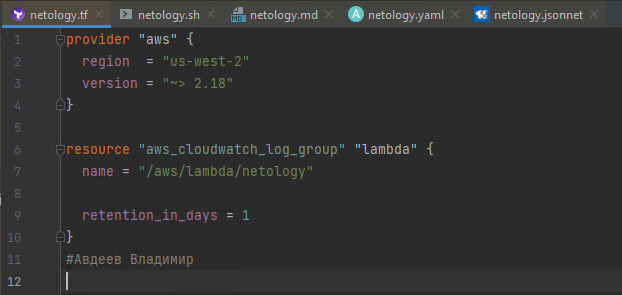 netology.tf netology.sh netology.md netology.yaml netology.jsonnet
1 provider "aws" {
2   region  = "us-west-2"
3   version = "~> 2.18"
4 }
5
6 resource "aws_cloudwatch_log_group" "lambda" {
7   name = "/aws/lambda/netology"
8
9   retention_in_days = 1
10 }
11 #Авдеев Владимир
12